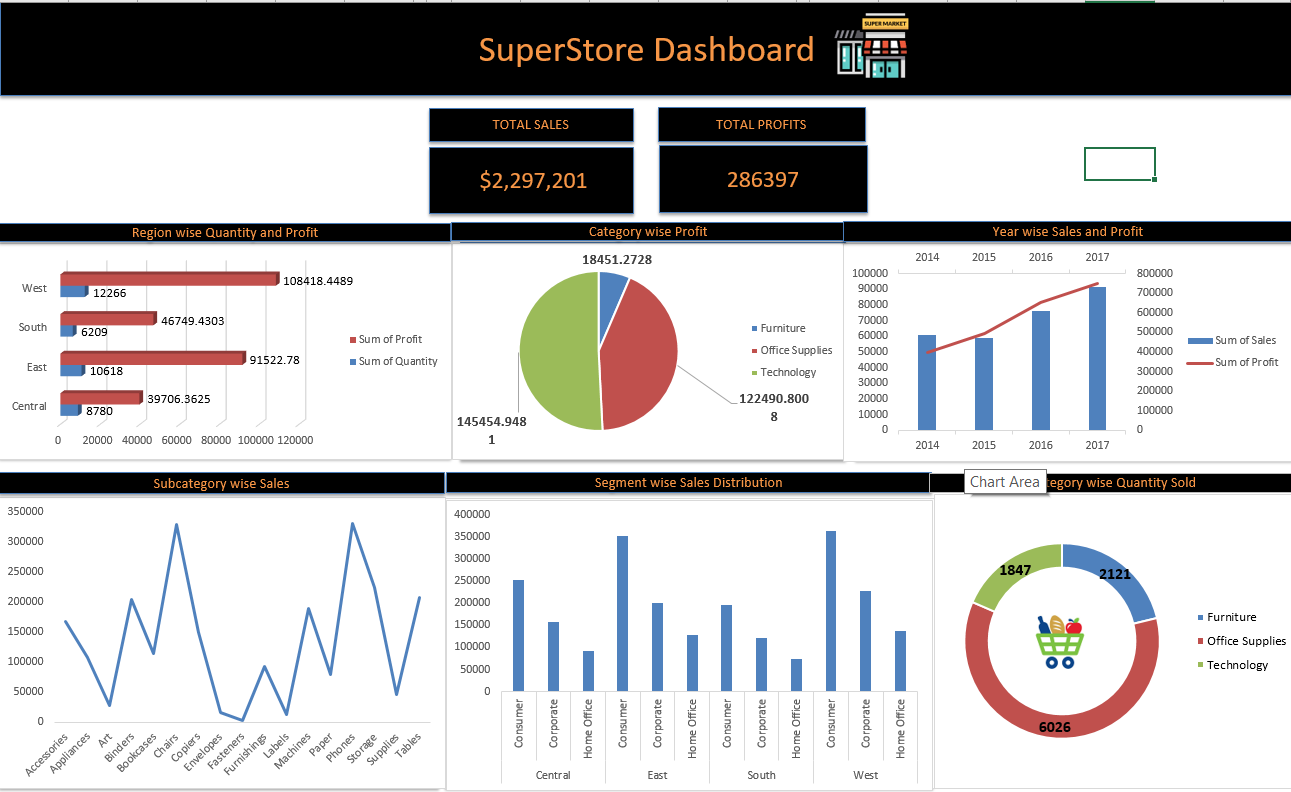 SUPER MARKET
SuperStore Dashboard
TOTAL SALES
TOTAL PROFITS
$2,297,201
286397
Region wise Quantity and Profit
West
South
East
Central
108418.4489
12266
46749.4303
6209
91522.78
10618
39706.3625
8780
0 20000 40000 60000 80000 100000 120000
Sum of Profit
Sum of Quantity
Category wise Profit
18451.2728
122490.800
8
145454.948
1
Furniture
Office Supplies
Technology
Year wise Sales and Profit
2014 2015 2016 2017
100000
90000
80000
70000
60000
50000
40000
30000
20000
10000
0
800000
700000
600000
500000
400000
300000
200000
100000
0
2014 2015 2016 2017
Sum of Sales
Sum of Profit
Subcategory wise Sales
350000
300000
250000
200000
150000
100000
50000
0
Accessories
Appliances
Art
Binders
Bookcases
Chairs
Copiers
Envelopes
Fasteners
Furnishings
Labels
Machines
Paper
Phones
Storage
Supplies
Tables
Segment wise Sales Distribution
400000
350000
300000
250000
200000
150000
100000
50000
0
Consumer
Corporate
Home Office
Consumer
Corporate
Home Office
Consumer
Corporate
Home Office
Consumer
Corporate
Home Office
Central East South West
Chart Area
tegory wise Quantity Sold
1847
2121
6026
Furniture
Office Supplies
Technology